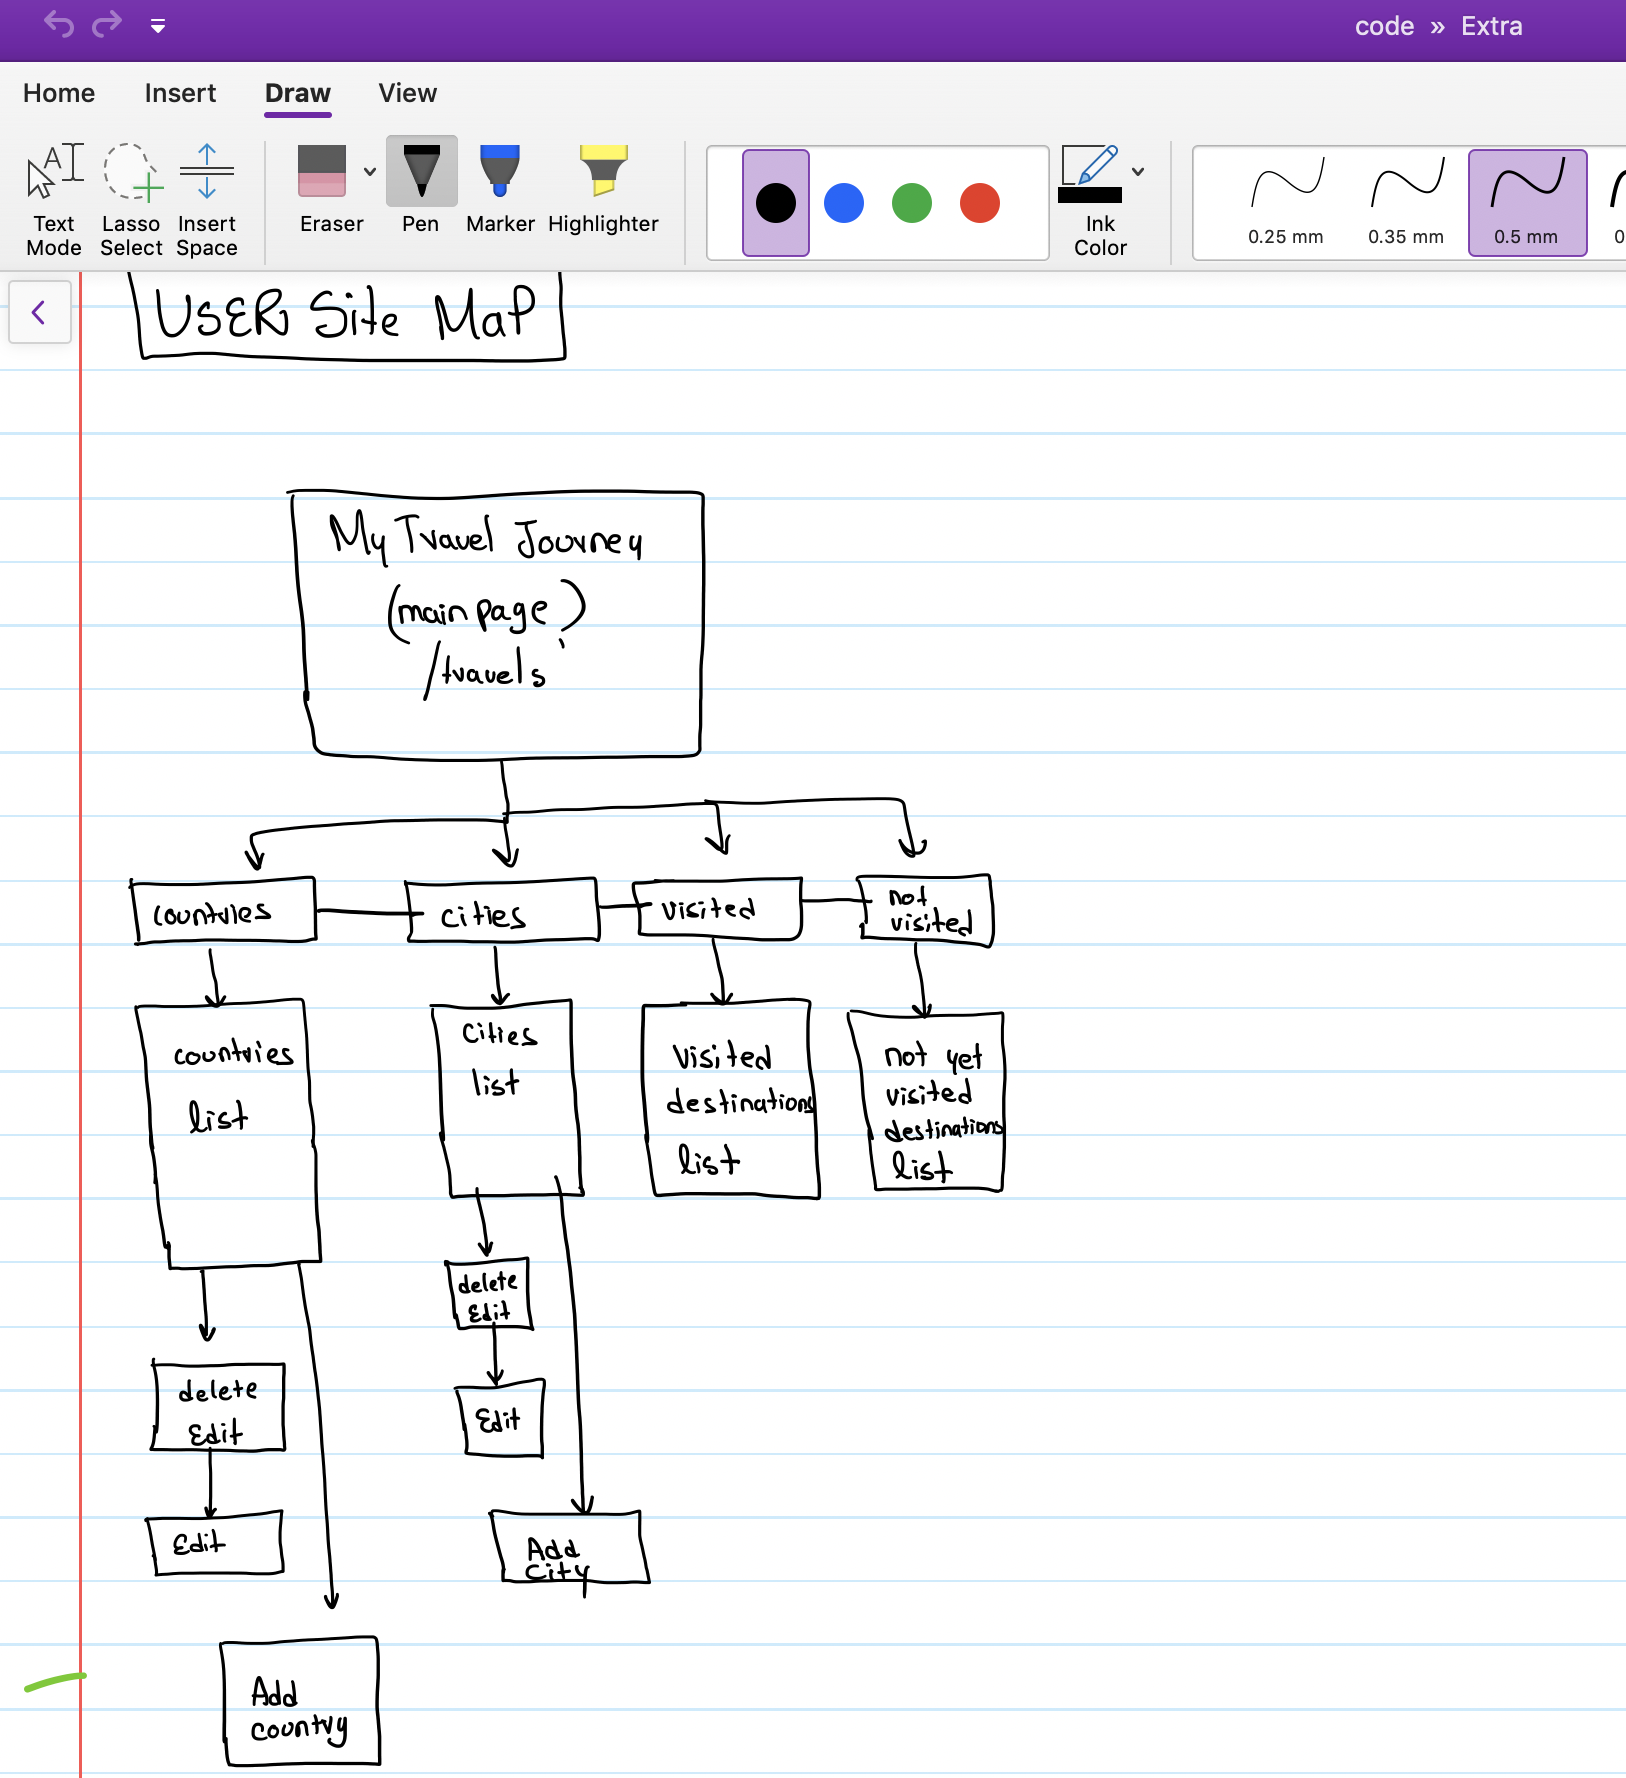 code » Extra
Home Insert Draw View
Text Mode
Lasso Select
Insert Space
Eraser
Pen
Marker
Highlighter
Ink Color
0.25 mm
0.35 mm
0.5 mm
0
USER Site Map
My Travel Journey
(main page)
/travels
countries
cities
visited
not
visited
countries
list
Cities
list
Visited
destinations
list
not yet
visited
destinations
list
delete
Edit
Edit
delete
Edit
Edit
Add
City
Add
country